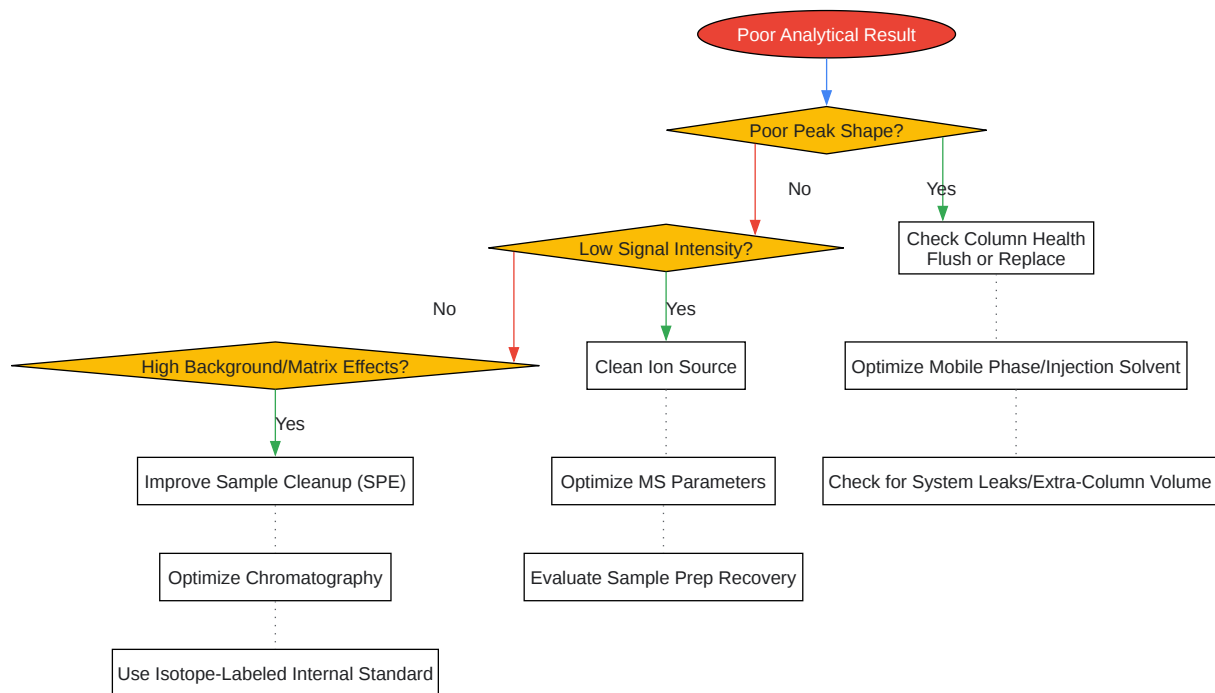 Poor Analytical Result
Poor Peak Shape?
No
Yes
Low Signal Intensity?
Check Column Health
Flush or Replace
No
Yes
High Background/Matrix Effects?
Clean Ion Source
Optimize Mobile Phase/Injection Solvent
Yes
Improve Sample Cleanup (SPE)
Optimize MS Parameters
Check for System Leaks/Extra-Column Volume
Optimize Chromatography
Evaluate Sample Prep Recovery
Use Isotope-Labeled Internal Standard